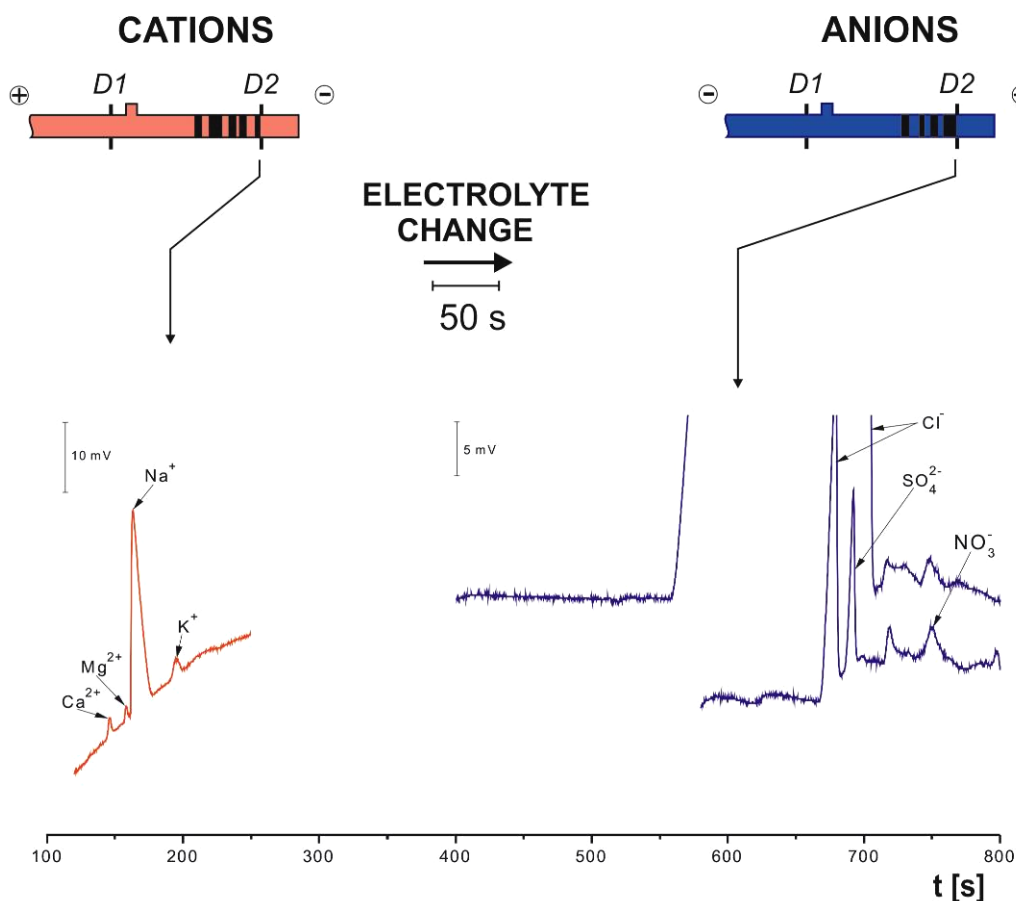 CATIONS
ANIONS
D1 D2
D1 D2
⊕ ⊖
⊖
ELECTROLYTE
CHANGE
50 s
10 mV
Na⁺
K⁺
Mg²⁺
Ca²⁺
5 mV
Cl⁻
SO₄²⁻
NO₃⁻
100 200 300 400 500 600 700 800
t [s]